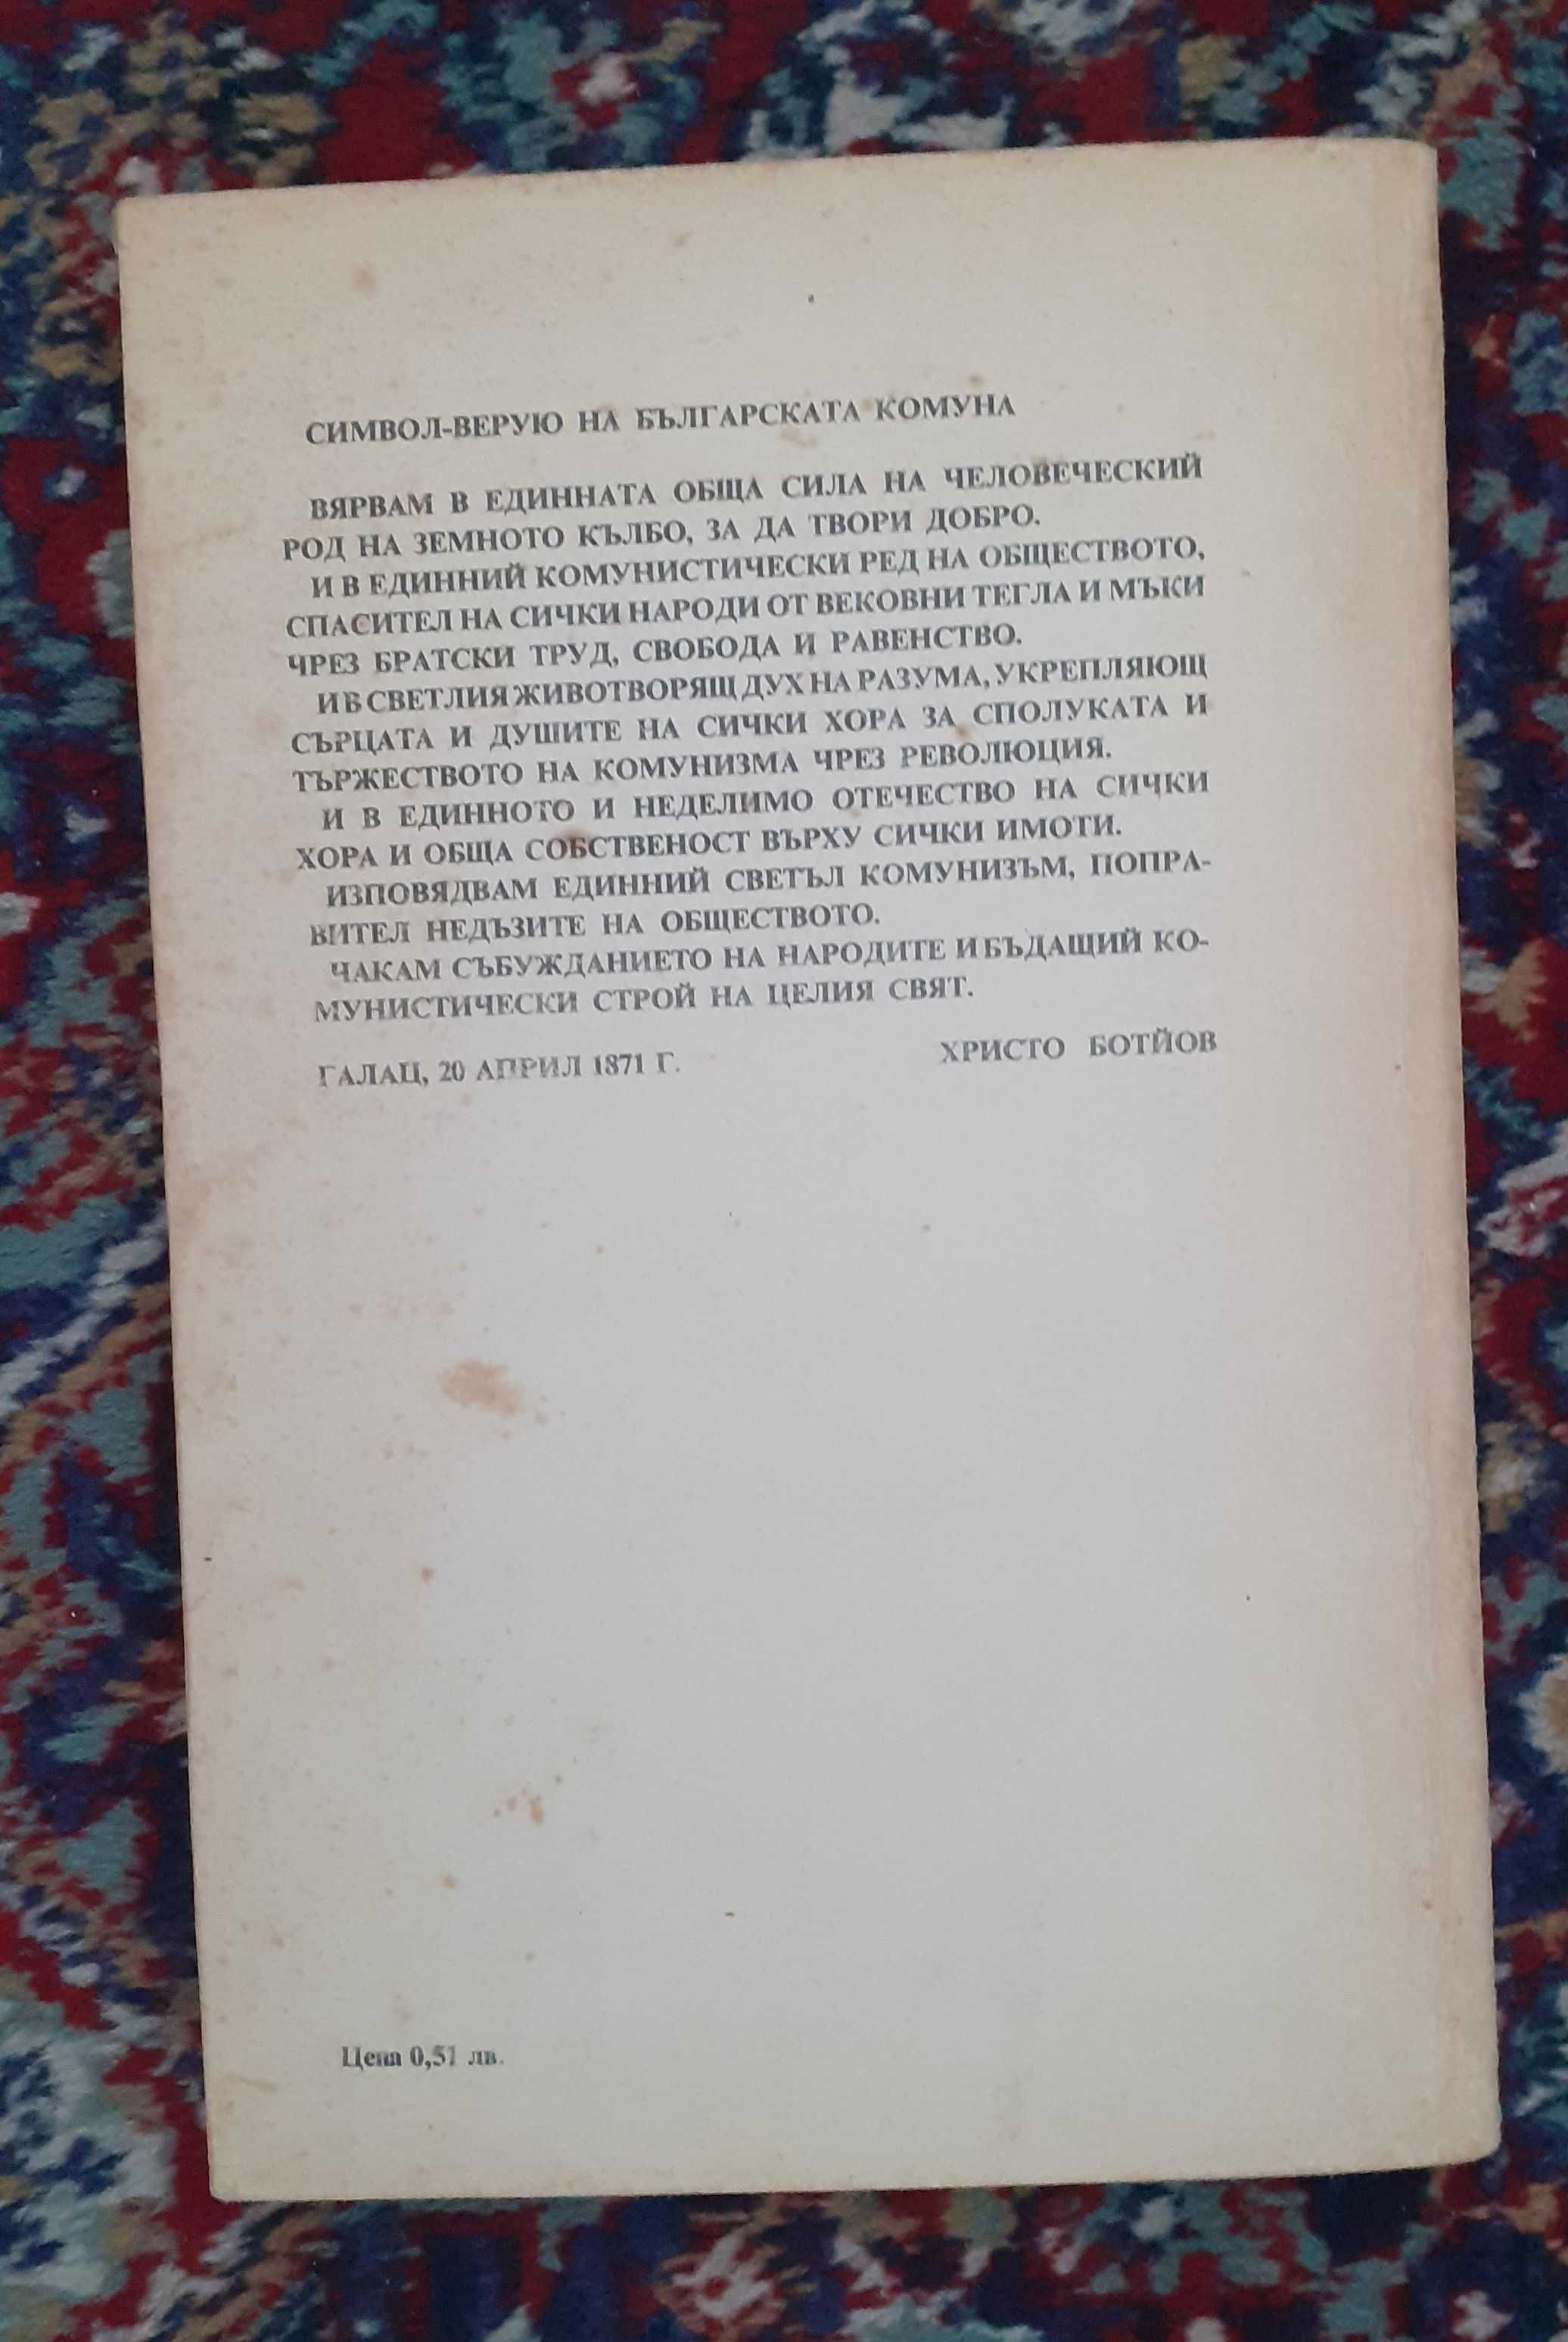 СИМВОЛ-ВЕРУЮ НА БЪЛГАРСКАТА КОМУНА
ВЯРВАМ В ЕДИННАТА ОБЩА СИЛА НА ЧЕЛОВЕЧЕСКИЙ
РОД НА ЗЕМНОТО КЪЛБО, ЗА ДА ТВОРИ ДОБРО.
И В ЕДИННИЙ КОМУНИСТИЧЕСКИ РЕД НА ОБЩЕСТВОТО,
СПАСИТЕЛ НА СИЧКИ НАРОДИ ОТ ВЕКОВНИ ТЕГЛА И МЪКИ
ЧРЕЗ БРАТСКИ ТРУД, СВОБОДА И РАВЕНСТВО.
И В СВЕТЛИЯ ЖИВОТВОРЯЩ ДУХ НА РАЗУМА, УКРЕПЛЯЮЩ
СЪРЦАТА И ДУШИТЕ НА СИЧКИ ХОРА ЗА СПОЛУКАТА И
ТЪРЖЕСТВОТО НА КОМУНИЗМА ЧРЕЗ РЕВОЛЮЦИЯ.
И В ЕДИННОТО И НЕДЕЛИМО ОТЕЧЕСТВО НА СИЧКИ
ХОРА И ОБЩА СОБСТВЕНОСТ ВЪРХУ СИЧКИ ИМОТИ.
ИЗПОВЯДВАМ ЕДИННИЙ СВЕТЪЛ КОМУНИЗЪМ, ПОПРА-
ВИТЕЛ НЕДЪЗИТЕ НА ОБЩЕСТВОТО.
ЧАКАМ СЪБУЖДАНИЕТО НА НАРОДИТЕ И БЪДАЩИЙ КО-
МУНИСТИЧЕСКИ СТРОЙ НА ЦЕЛИЯ СВЯТ.
ГАЛАЦ, 20 АПРИЛ 1871 Г. ХРИСТО БОТЙОВ
Цена 0,51 лв.